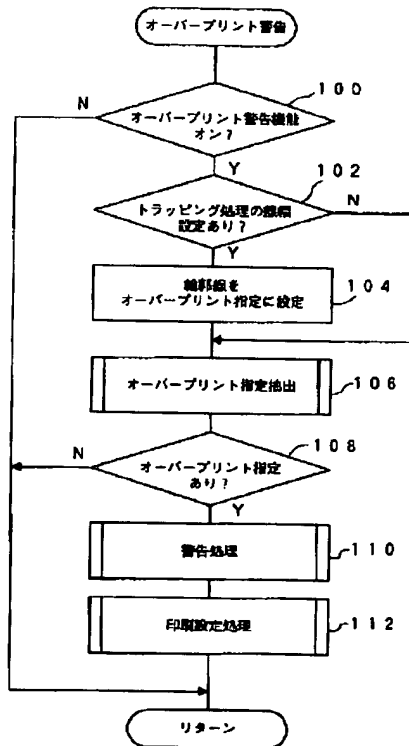 オーバープリント警告
100
N
オーバープリント警告機能
オン?
Y
102
N
トラッピング処理の線幅
設定あり?
Y
輪郭線を
オーバープリント指定に設定
104
オーバープリント指定抽出
106
108
N
オーバープリント指定
あり?
Y
警告処理
110
印刷設定処理
112
リターン